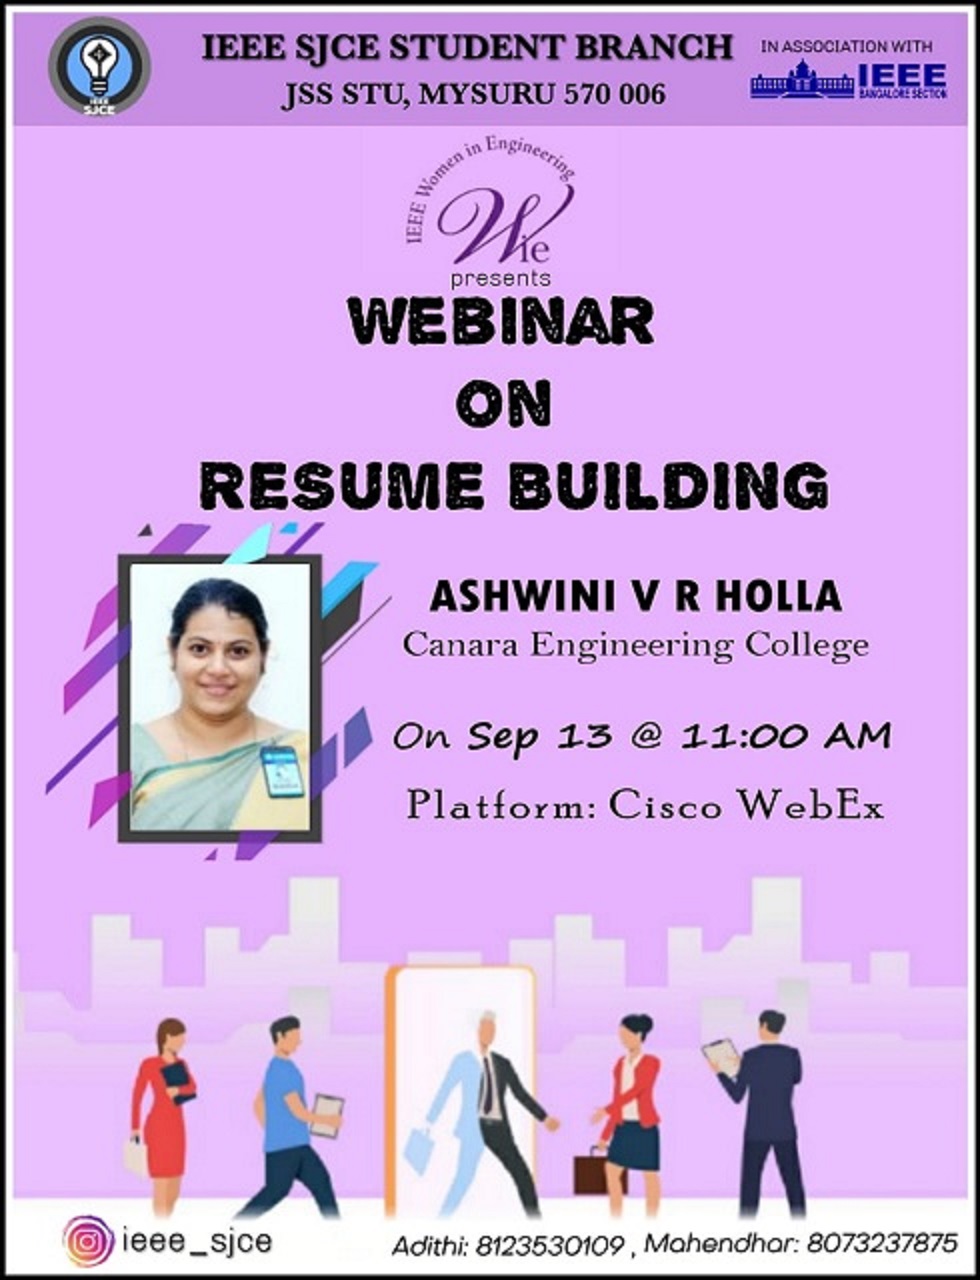 IEEE SJCE STUDENT BRANCH
JSS STU, MYSURU 570 006
IN ASSOCIATION WITH
IEEE
BANGALORE SECTION
IEEE
SJCE
IEEE Women in Engineering
Wie
presents
WEBINAR
ON
RESUME BUILDING
ASHWINI V R HOLLA
Canara Engineering College
On Sep 13 @ 11:00 AM
Platform: Cisco WebEx
ieee_sjce
Adithi: 8123530109 , Mahendhar: 8073237875